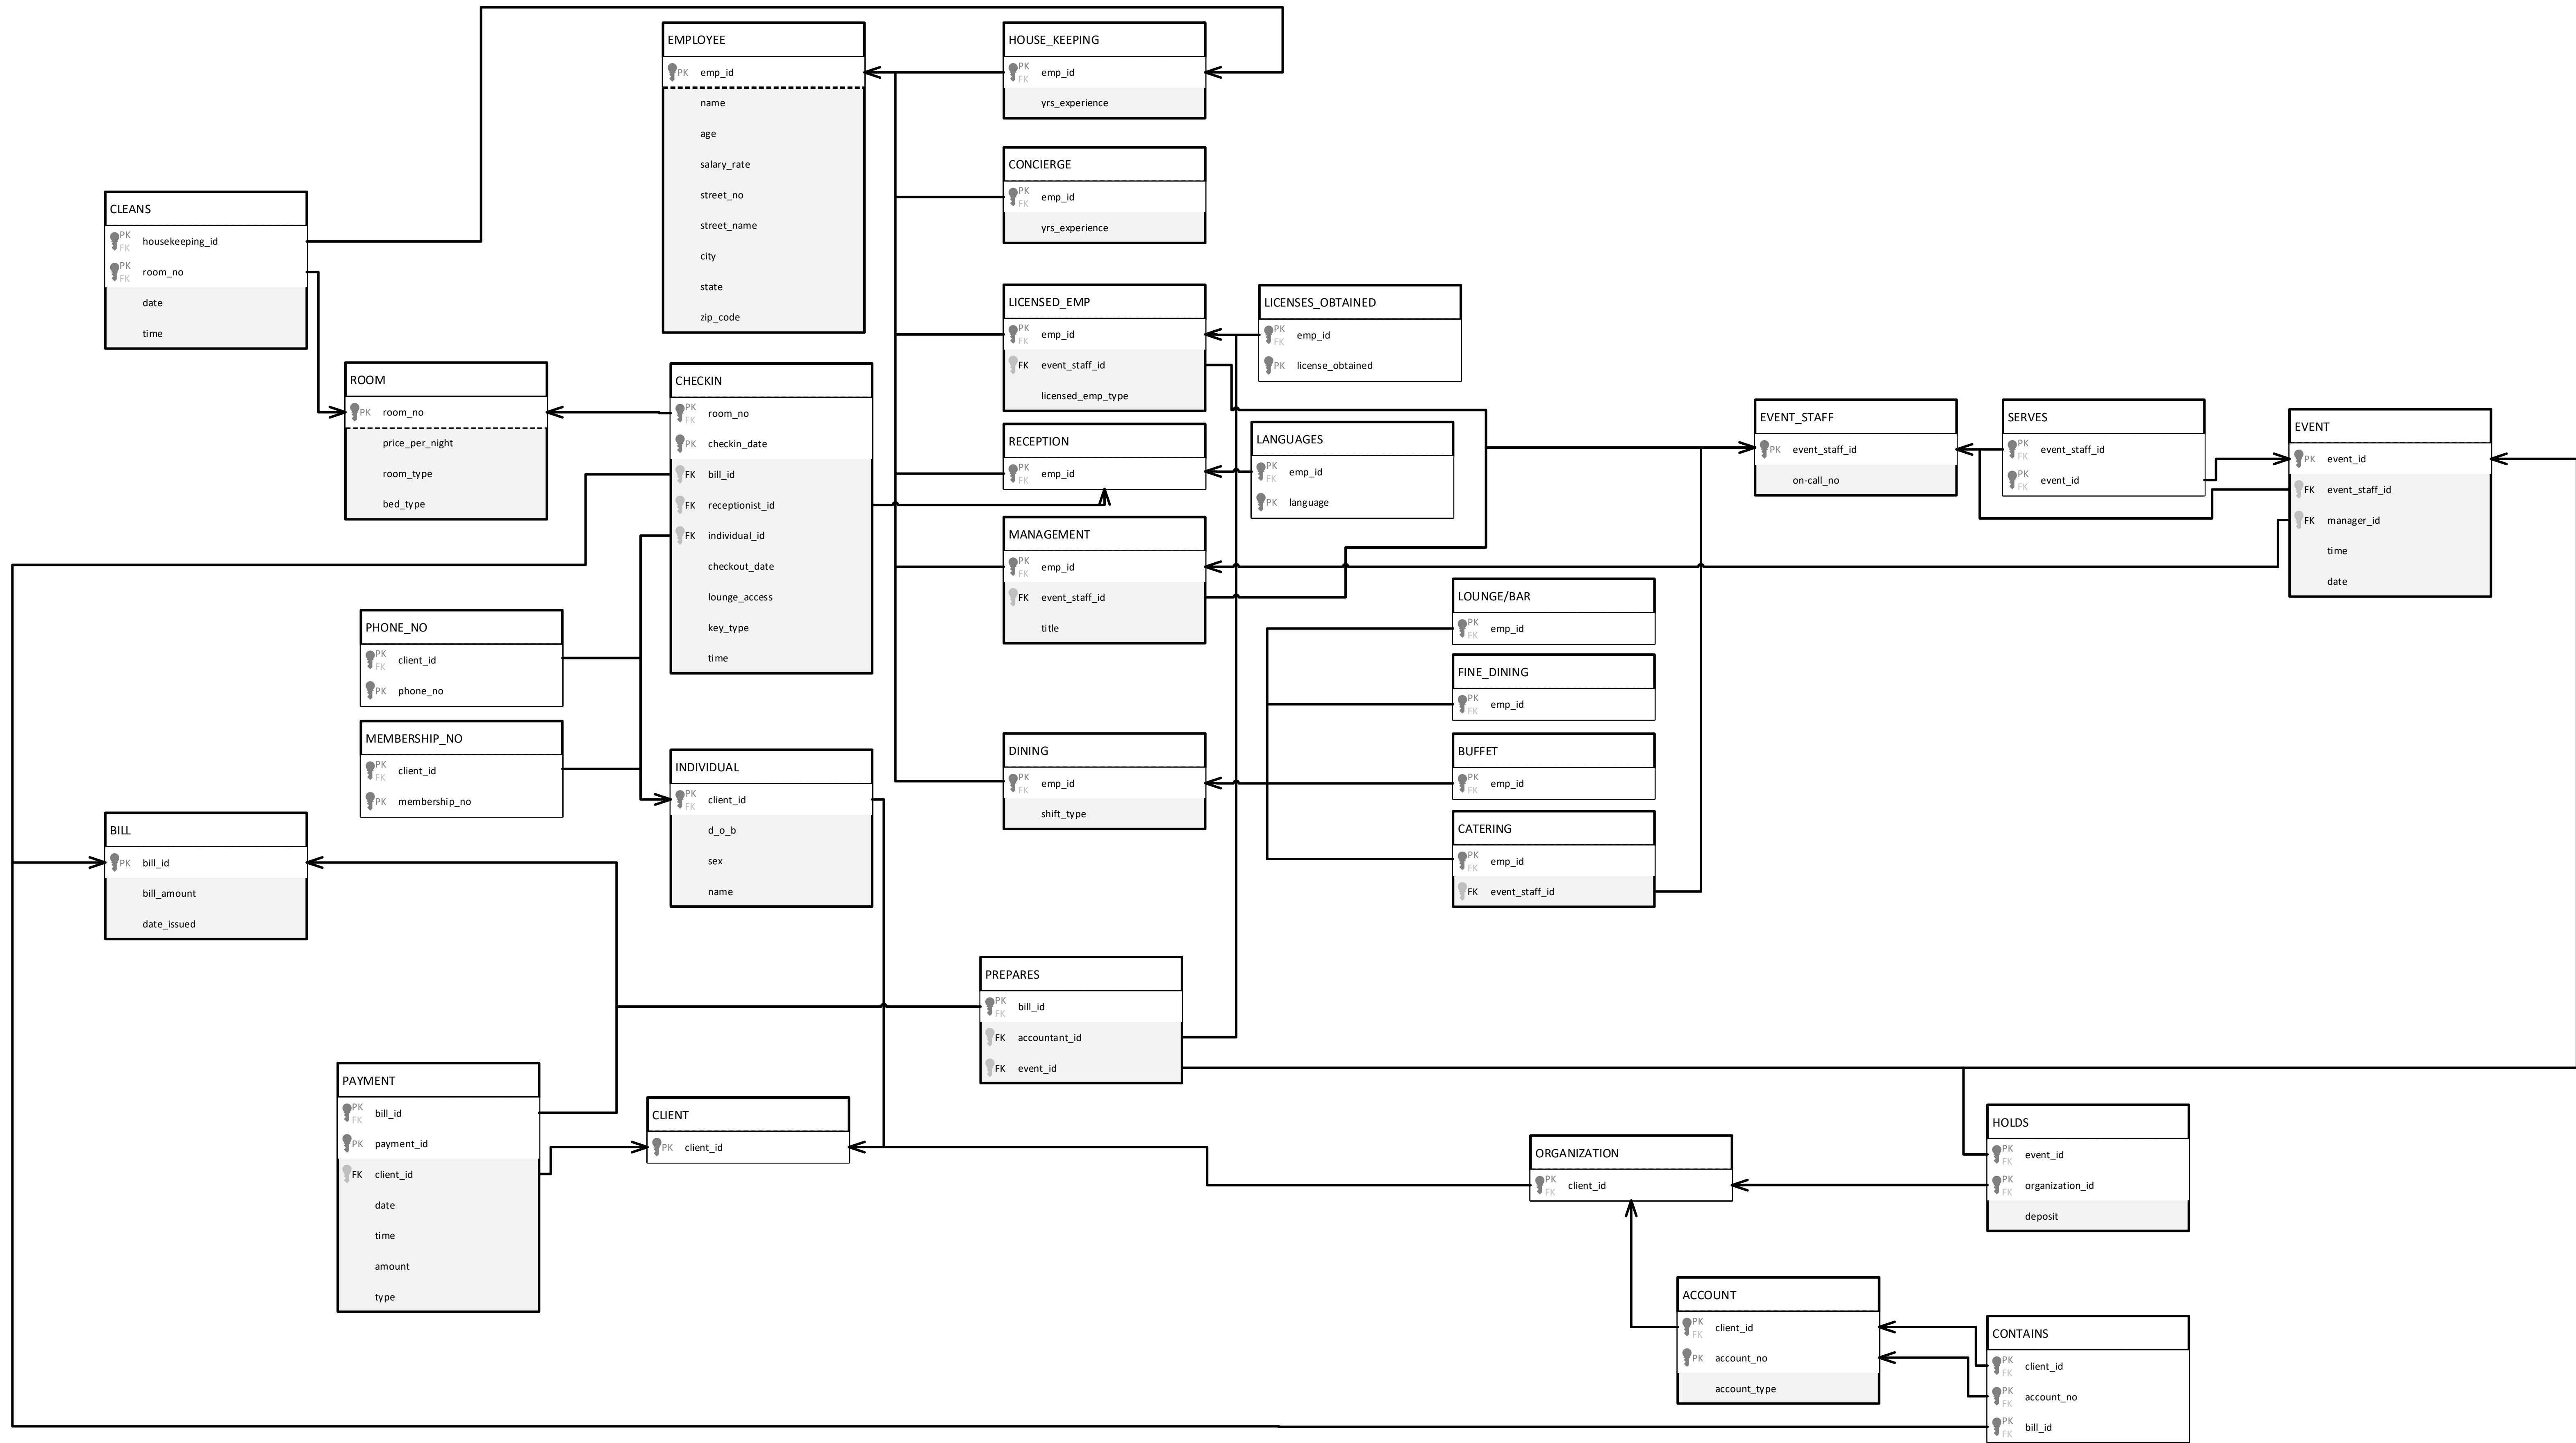 EMPLOYEE
PK emp_id
name
age
salary_rate
street_no
street_name
city
state
zip_code
HOUSE_KEEPING
PK FK emp_id
yrs_experience
CONCIERGE
PK FK emp_id
yrs_experience
CLEANS
PK FK housekeeping_id
PK FK room_no
date
time
LICENSED_EMP
PK FK emp_id
FK event_staff_id
licensed_emp_type
LICENSES_OBTAINED
PK FK emp_id
PK license_obtained
ROOM
PK room_no
price_per_night
room_type
bed_type
CHECKIN
PK FK room_no
PK checkin_date
FK bill_id
FK receptionist_id
FK individual_id
checkout_date
lounge_access
key_type
time
RECEPTION
PK FK emp_id
LANGUAGES
PK FK emp_id
PK language
EVENT_STAFF
PK event_staff_id
on-call_no
SERVES
PK FK event_staff_id
PK FK event_id
EVENT
PK event_id
FK event_staff_id
FK manager_id
time
date
MANAGEMENT
PK FK emp_id
FK event_staff_id
title
LOUNGE/BAR
PK FK emp_id
FINE_DINING
PK FK emp_id
PHONE_NO
PK FK client_id
PK phone_no
MEMBERSHIP_NO
PK FK client_id
PK membership_no
INDIVIDUAL
PK FK client_id
d_o_b
sex
name
DINING
PK FK emp_id
shift_type
BUFFET
PK FK emp_id
CATERING
PK FK emp_id
FK event_staff_id
BILL
PK bill_id
bill_amount
date_issued
PREPARES
PK FK bill_id
FK accountant_id
FK event_id
PAYMENT
PK FK bill_id
PK payment_id
FK client_id
date
time
amount
type
CLIENT
PK client_id
ORGANIZATION
PK FK client_id
HOLDS
PK FK event_id
PK FK organization_id
deposit
ACCOUNT
PK FK client_id
PK account_no
account_type
CONTAINS
PK FK client_id
PK FK account_no
PK FK bill_id